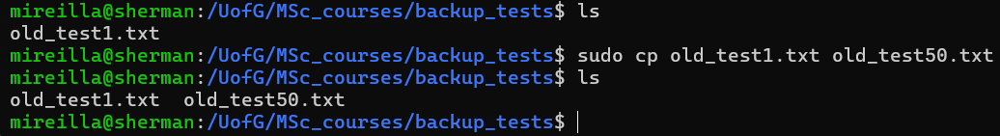 mireilla@sherman:/UofG/MSc_courses/backup_tests$ ls
old_test1.txt
mireilla@sherman:/UofG/MSc_courses/backup_tests$ sudo cp old_test1.txt old_test50.txt
mireilla@sherman:/UofG/MSc_courses/backup_tests$ ls
old_test1.txt  old_test50.txt
mireilla@sherman:/UofG/MSc_courses/backup_tests$